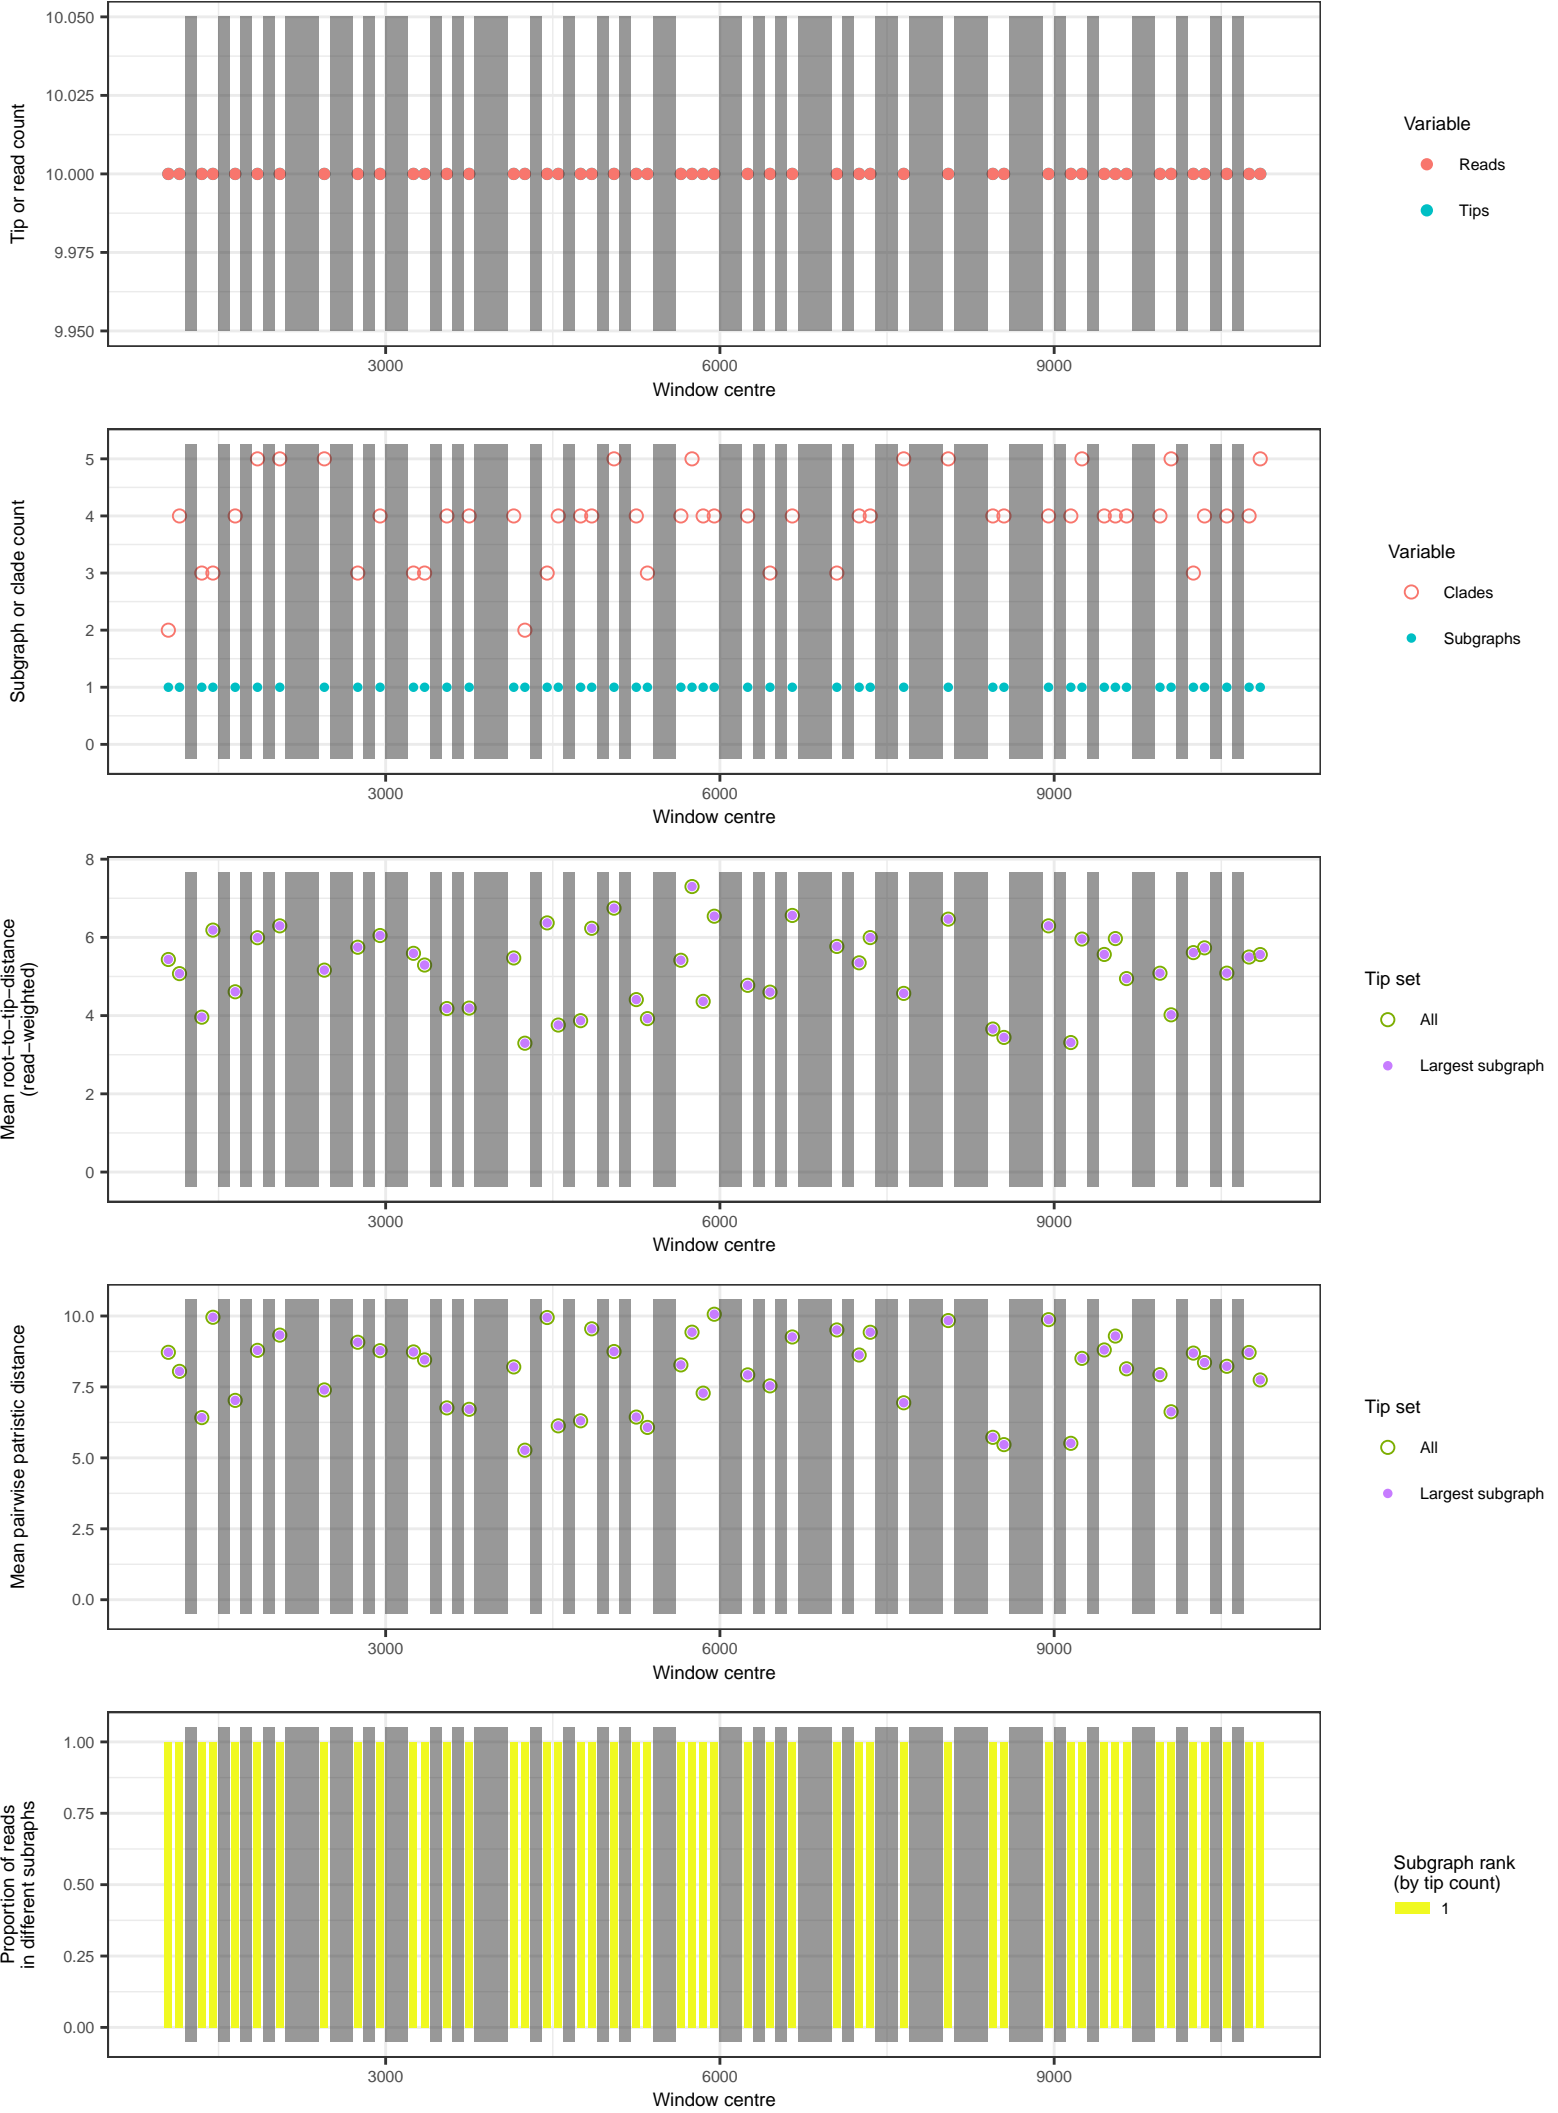 10.050
10.025
10.000
9.975
9.950
Tip or read count
3000
6000
9000
Window centre
Variable
Reads
Tips
5
4
3
2
1
0
Subgraph or clade count
3000
6000
9000
Window centre
Variable
Clades
Subgraphs
8
6
4
2
0
Mean root−to−tip−distance
(read−weighted)
3000
6000
9000
Window centre
Tip set
All
Largest subgraph
10.0
7.5
5.0
2.5
0.0
Mean pairwise patristic distance
3000
6000
9000
Window centre
Tip set
All
Largest subgraph
1.00
0.75
0.50
0.25
0.00
Proportion of reads
in different subraphs
3000
6000
9000
Window centre
Subgraph rank
(by tip count)
1